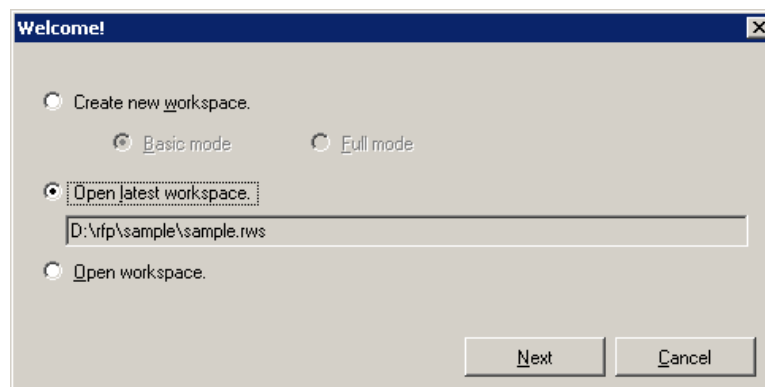 Welcome!
Create new workspace.
Basic mode Full mode
Open latest workspace.
D:\rfp\sample\sample.rws
Open workspace.
Next Cancel